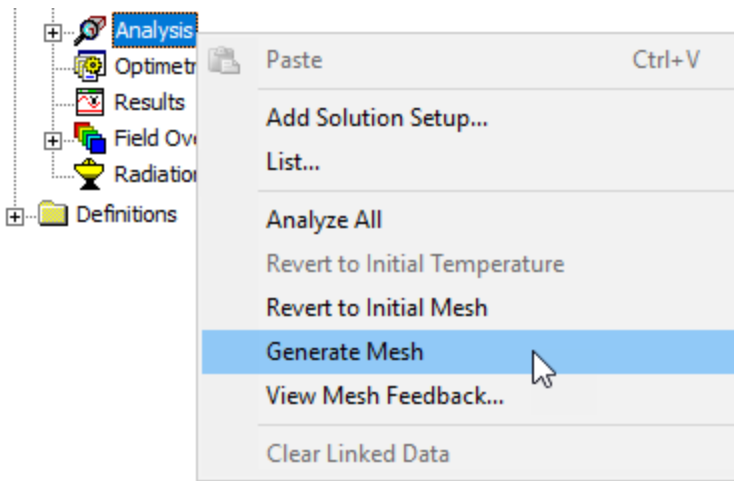 Analysis
Optimetr
Results
Field Ov
Radiation
Definitions
Paste Ctrl+V
Add Solution Setup...
List...
Analyze All
Revert to Initial Temperature
Revert to Initial Mesh
Generate Mesh
View Mesh Feedback...
Clear Linked Data